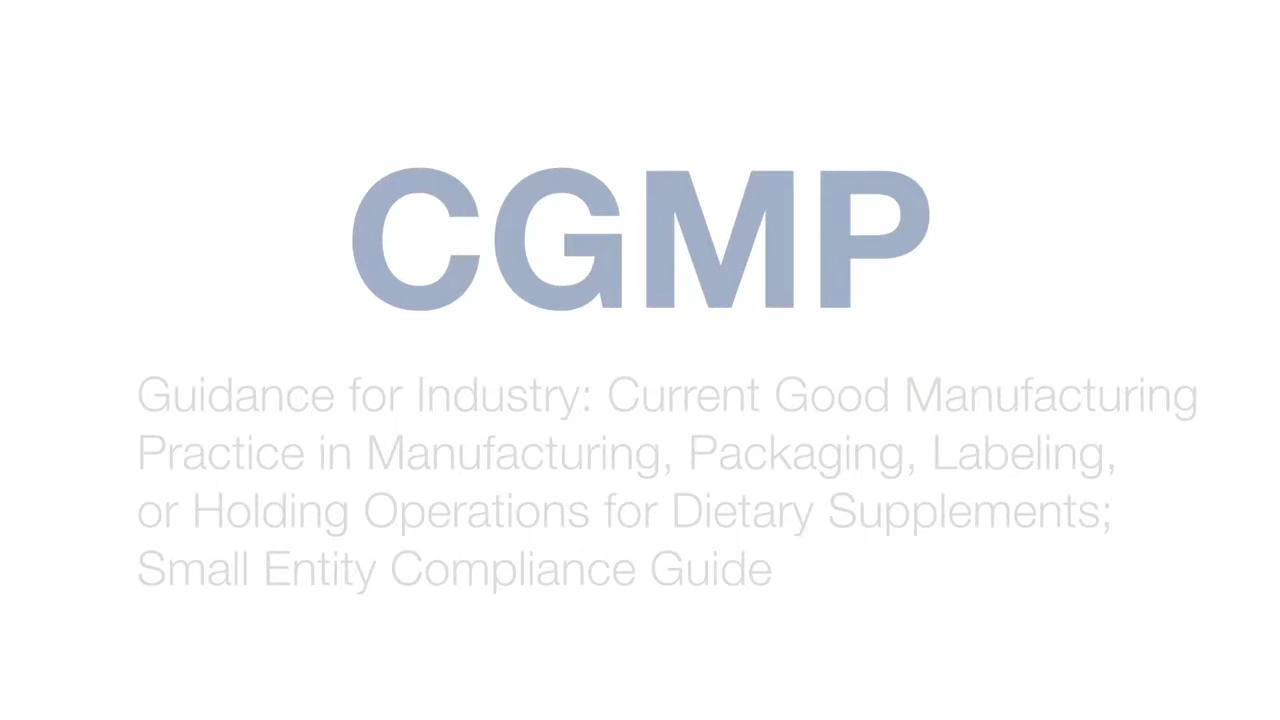 CGMP
Guidance for Industry: Current Good Manufacturing
Practice in Manufacturing, Packaging, Labeling,
or Holding Operations for Dietary Supplements;
Small Entity Compliance Guide